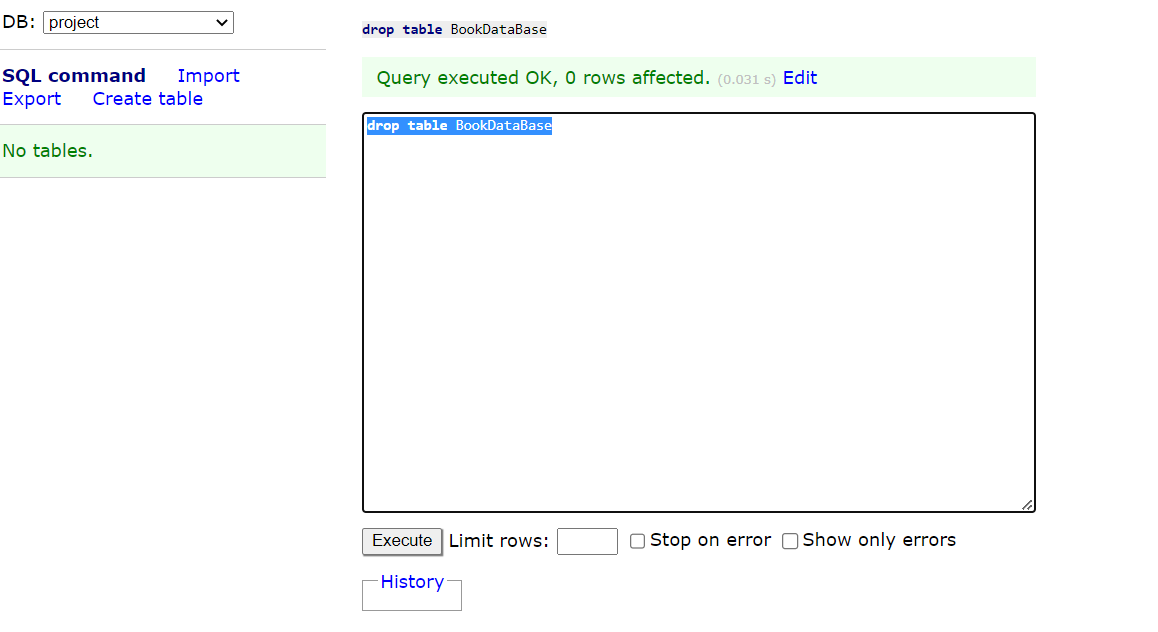 DB: project
SQL command Import
Export Create table
No tables.
drop table BookDataBase
Query executed OK, 0 rows affected. (0.031 s) Edit
drop table BookDataBase
Execute Limit rows: Stop on error Show only errors
History